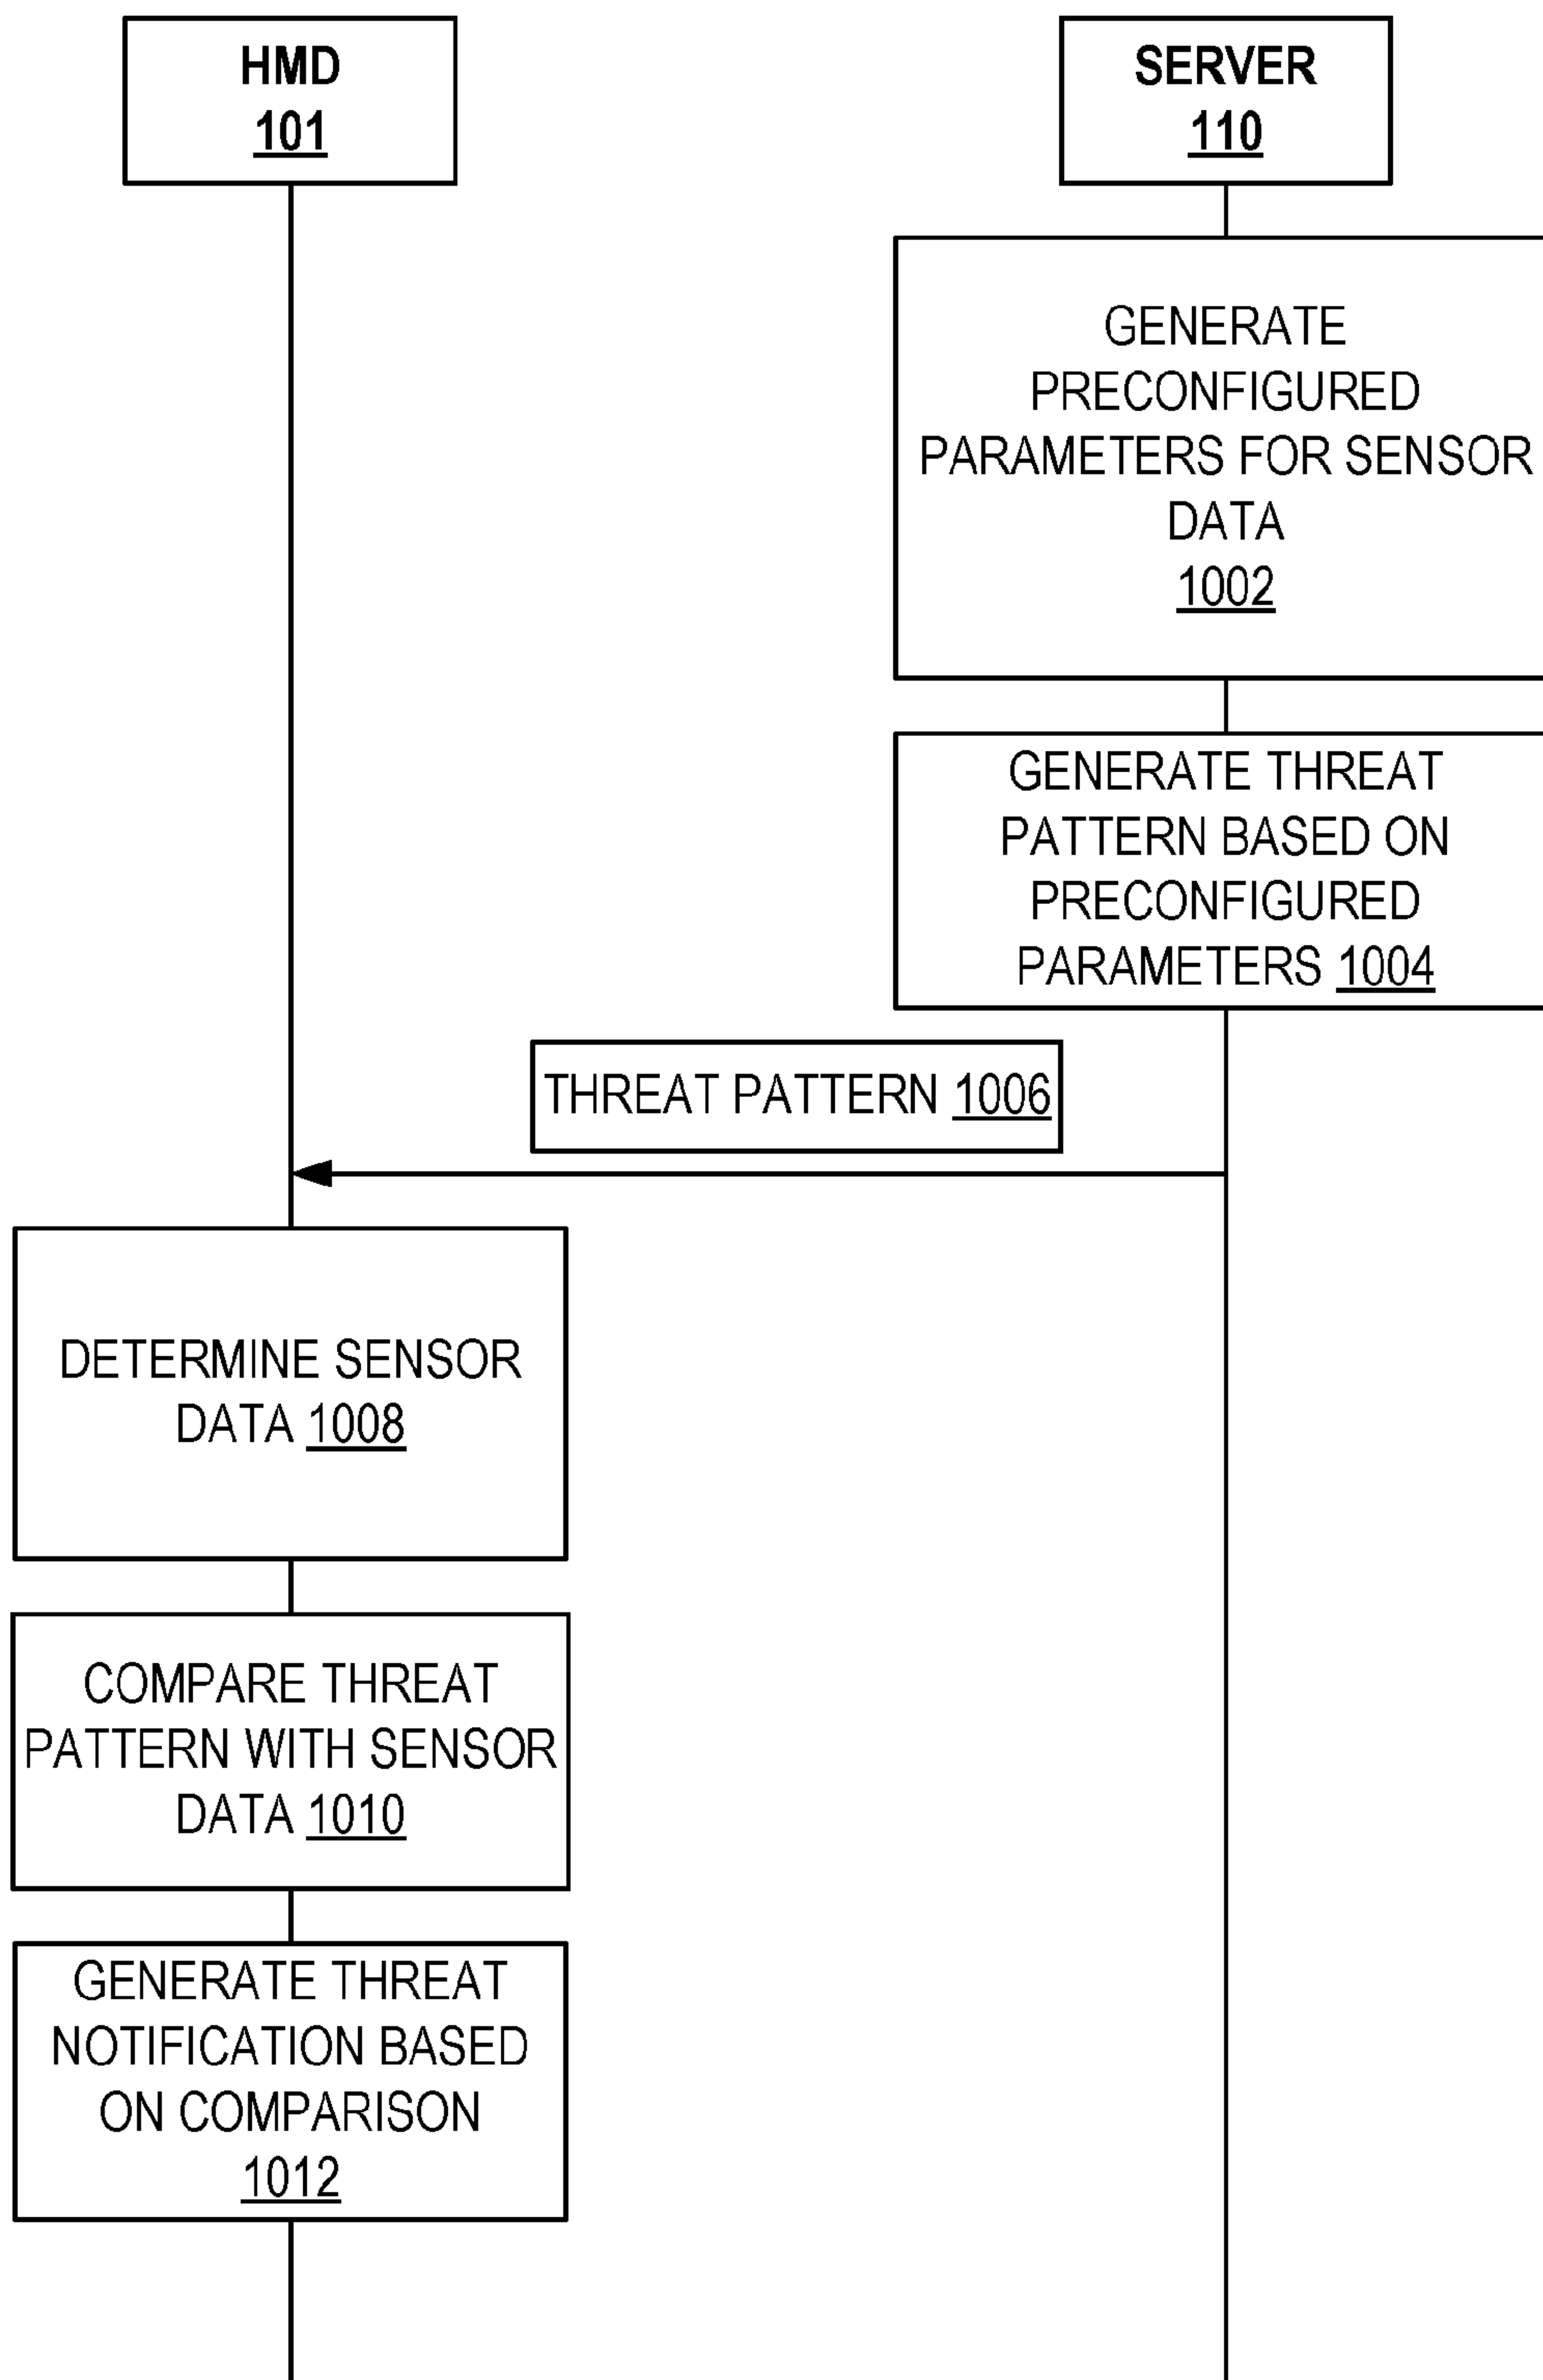 HMD
101
SERVER
110
GENERATE
PRECONFIGURED
PARAMETERS FOR SENSOR
DATA
1002
GENERATE THREAT
PATTERN BASED ON
PRECONFIGURED
PARAMETERS 1004
THREAT PATTERN 1006
DETERMINE SENSOR
DATA 1008
COMPARE THREAT
PATTERN WITH SENSOR
DATA 1010
GENERATE THREAT
NOTIFICATION BASED
ON COMPARISON
1012